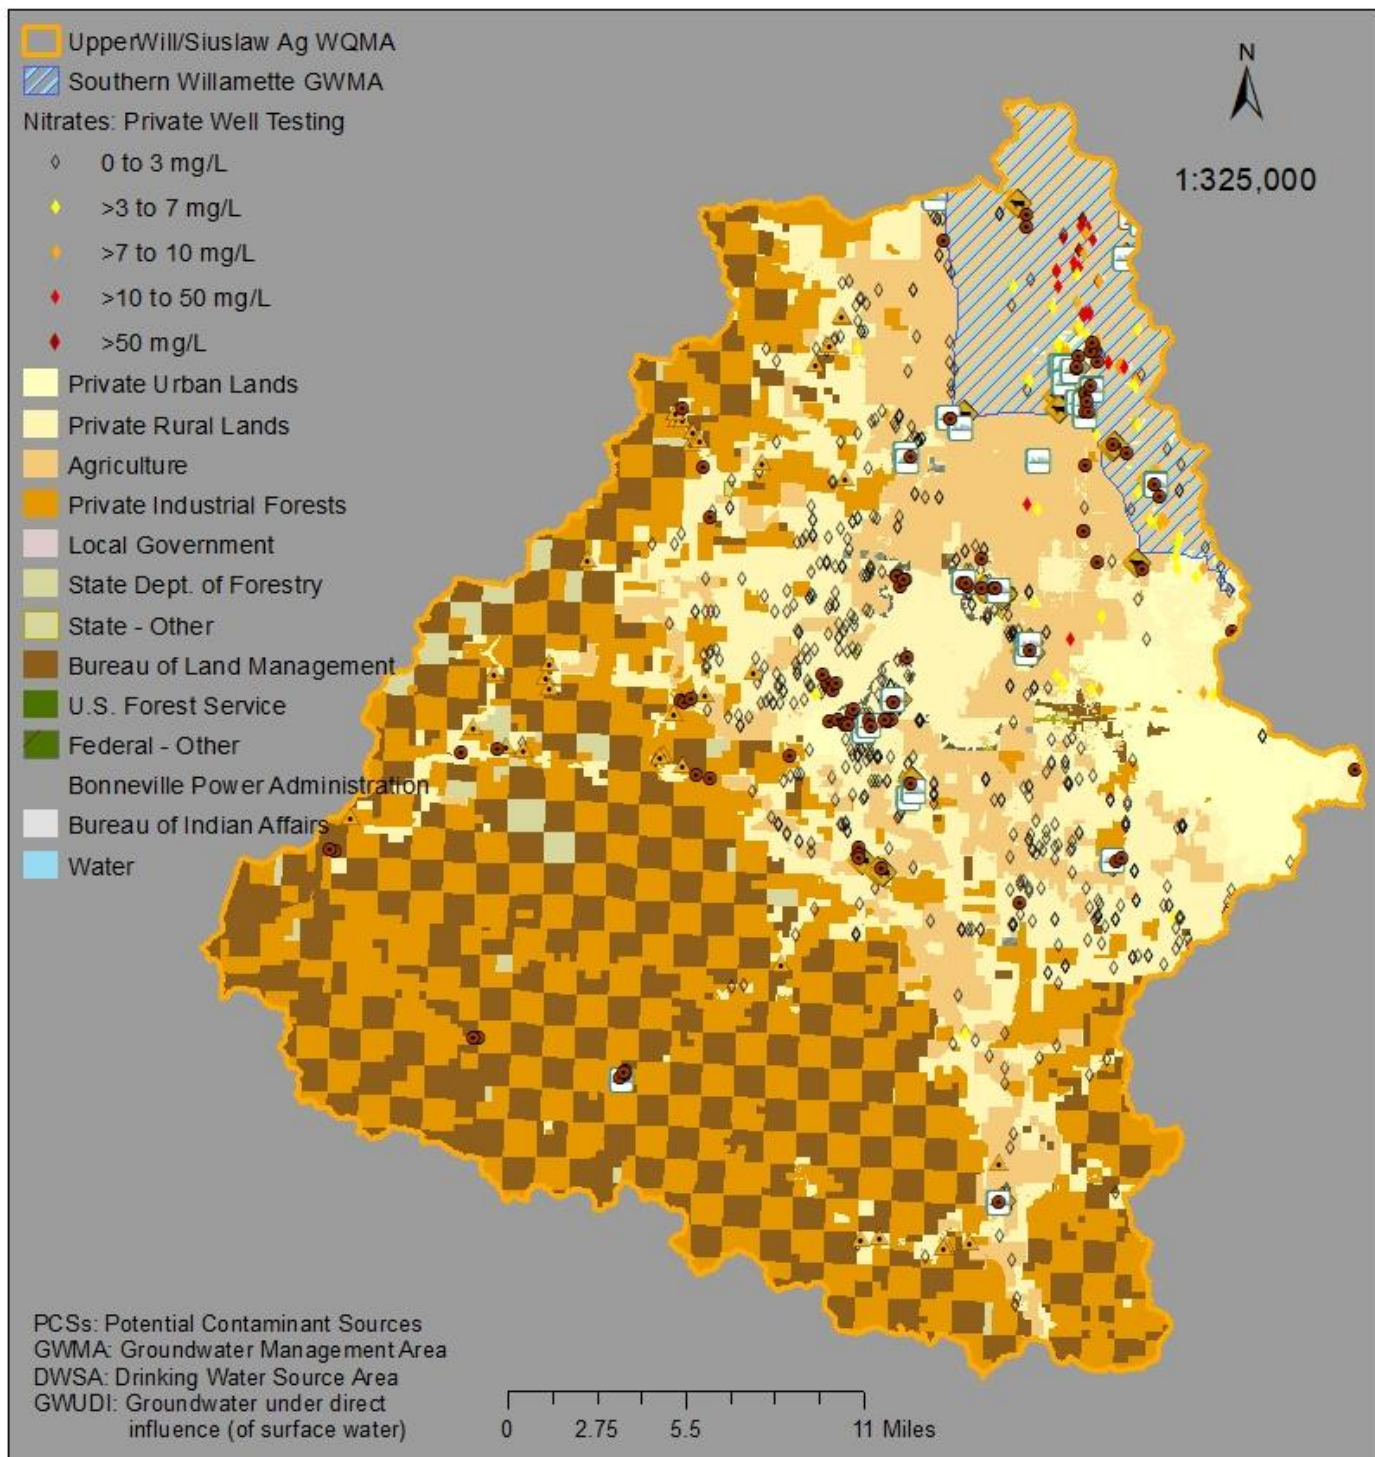 UpperWill/Siuslaw Ag WQMA
Southern Willamette GWMA
Nitrates: Private Well Testing
0 to 3 mg/L
>3 to 7 mg/L
>7 to 10 mg/L
>10 to 50 mg/L
>50 mg/L
Private Urban Lands
Private Rural Lands
Agriculture
Private Industrial Forests
Local Government
State Dept. of Forestry
State - Other
Bureau of Land Management
U.S. Forest Service
Federal - Other
Bonneville Power Administration
Bureau of Indian Affairs
Water
N
1:325,000
PCSs: Potential Contaminant Sources
GWMA: Groundwater Management Area
DWSA: Drinking Water Source Area
GWUDI: Groundwater under direct
influence (of surface water)
0 2.75 5.5 11 Miles